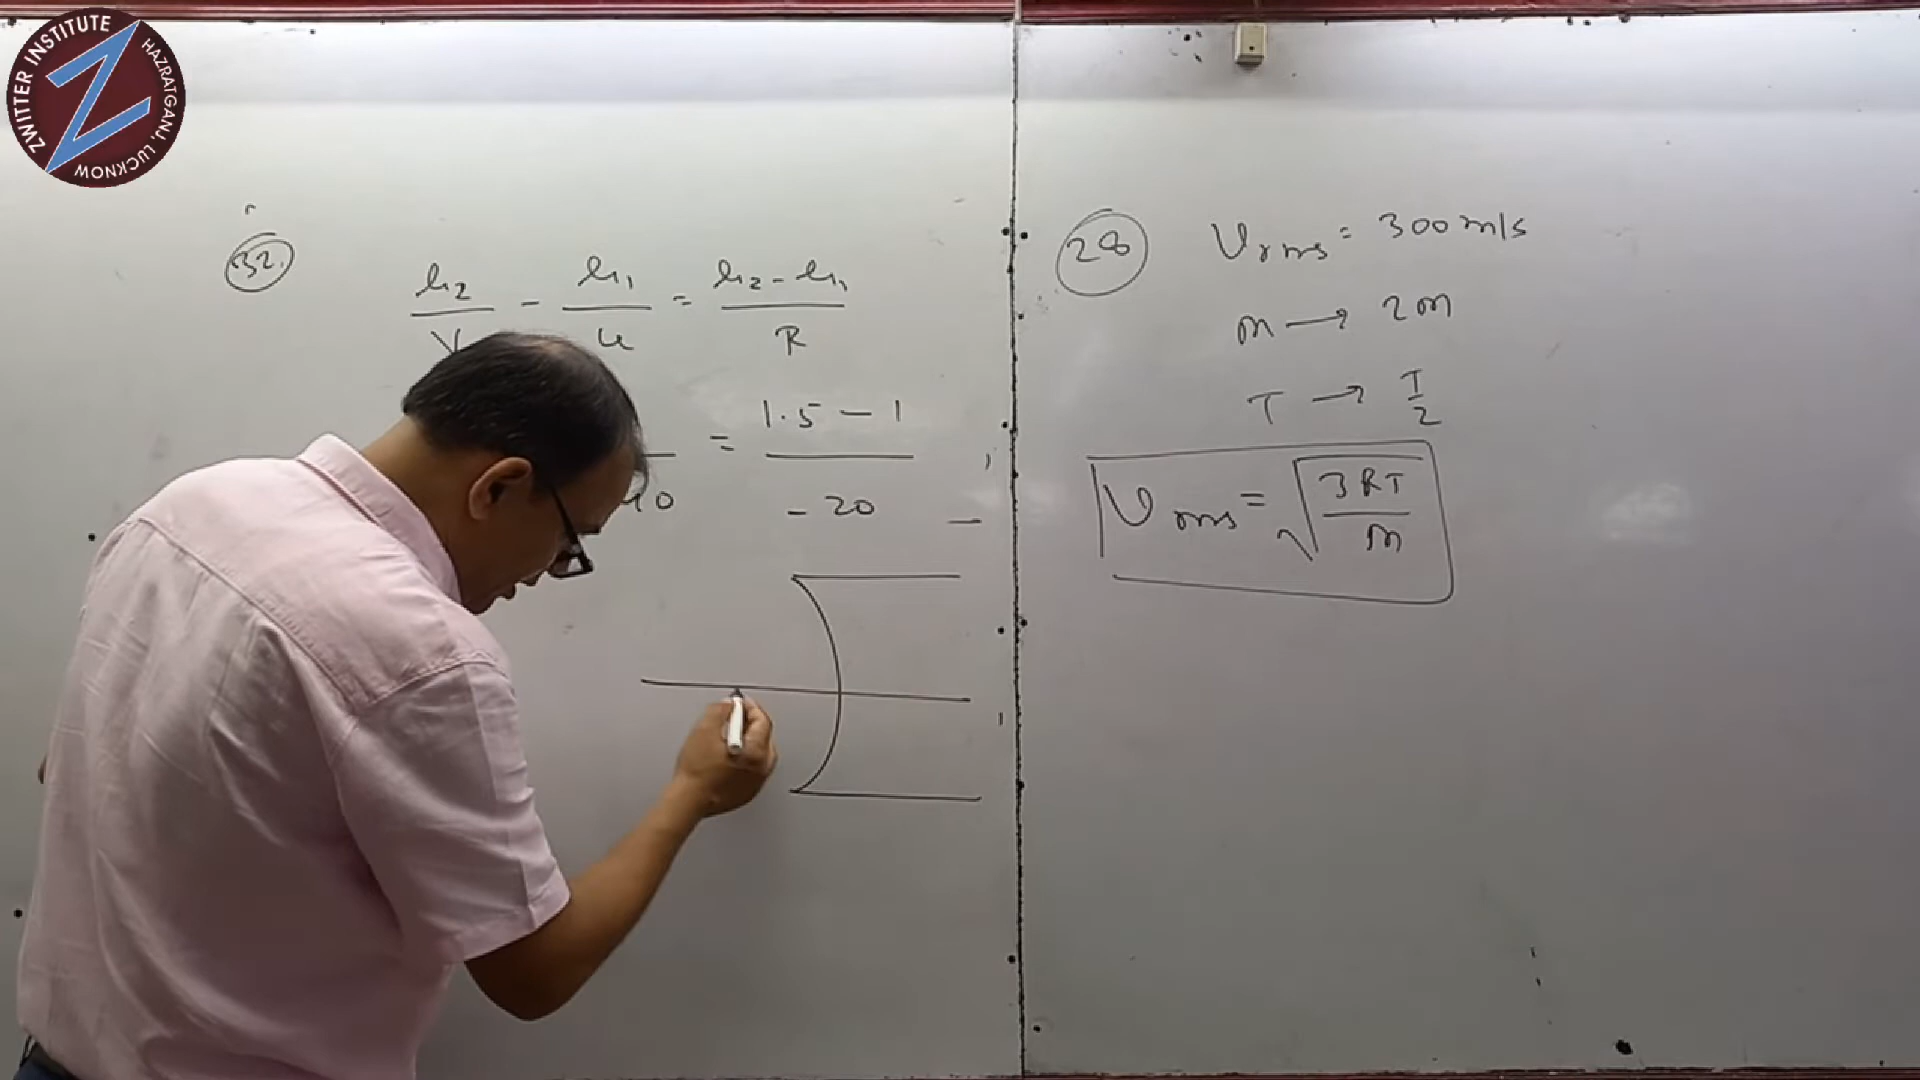 ZWITTER INSTITUTE
HAZRATGANJ, LUCKNOW
Z
32.
μ2/V - μ1/u = μ2 - μ1/R
40 = 1.5 - 1/- 20
28
Vrms = 300 m/s
m → 2m
T → T/2
Vrms = √3RT/m